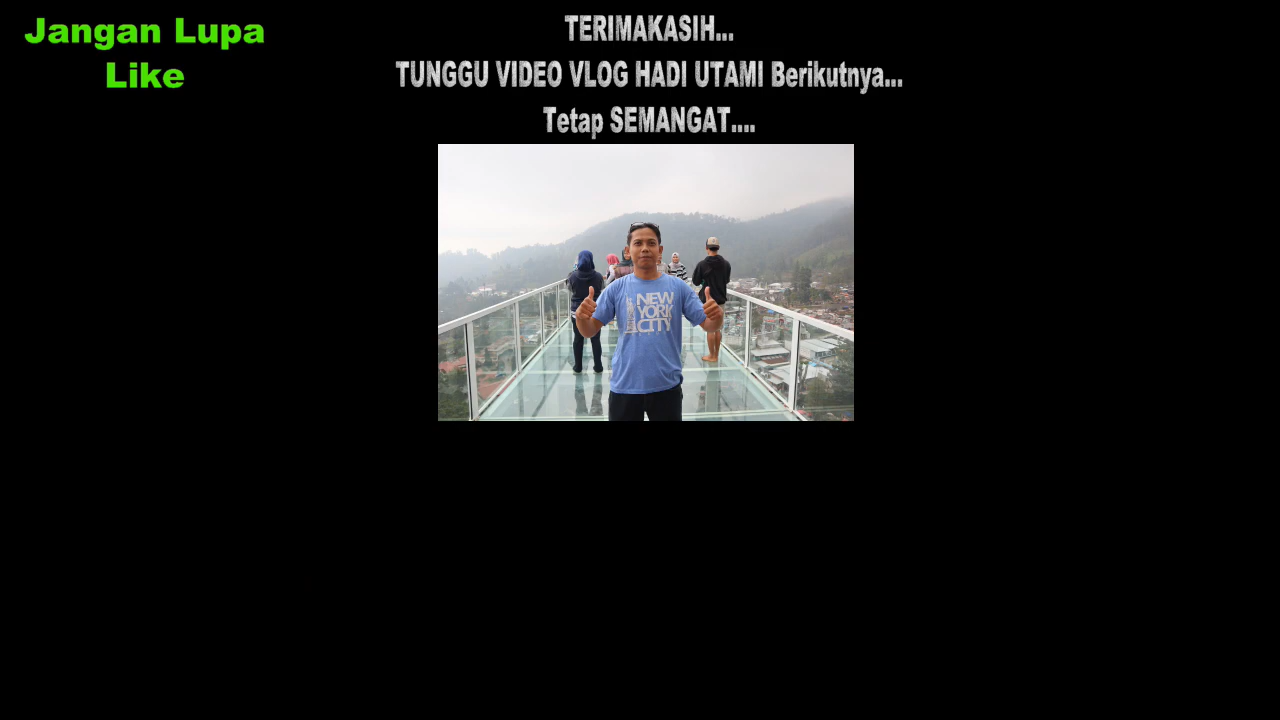 Jangan Lupa
Like
TERIMAKASIH...
TUNGGU VIDEO VLOG HADI UTAMI Berikutnya...
Tetap SEMANGAT....
NEW
YORK
CITY